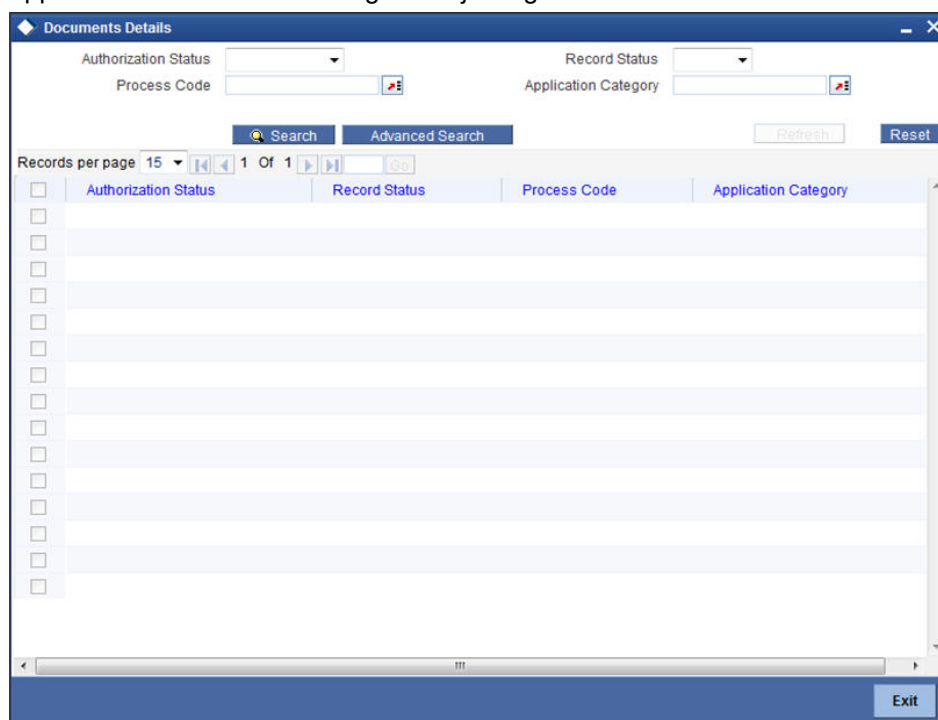 Documents Details
Authorization Status Record Status
Process Code Application Category
Search Advanced Search Refresh Reset
Records per page 15 1 Of 1 Go
Authorization Status Record Status Process Code Application Category
Exit